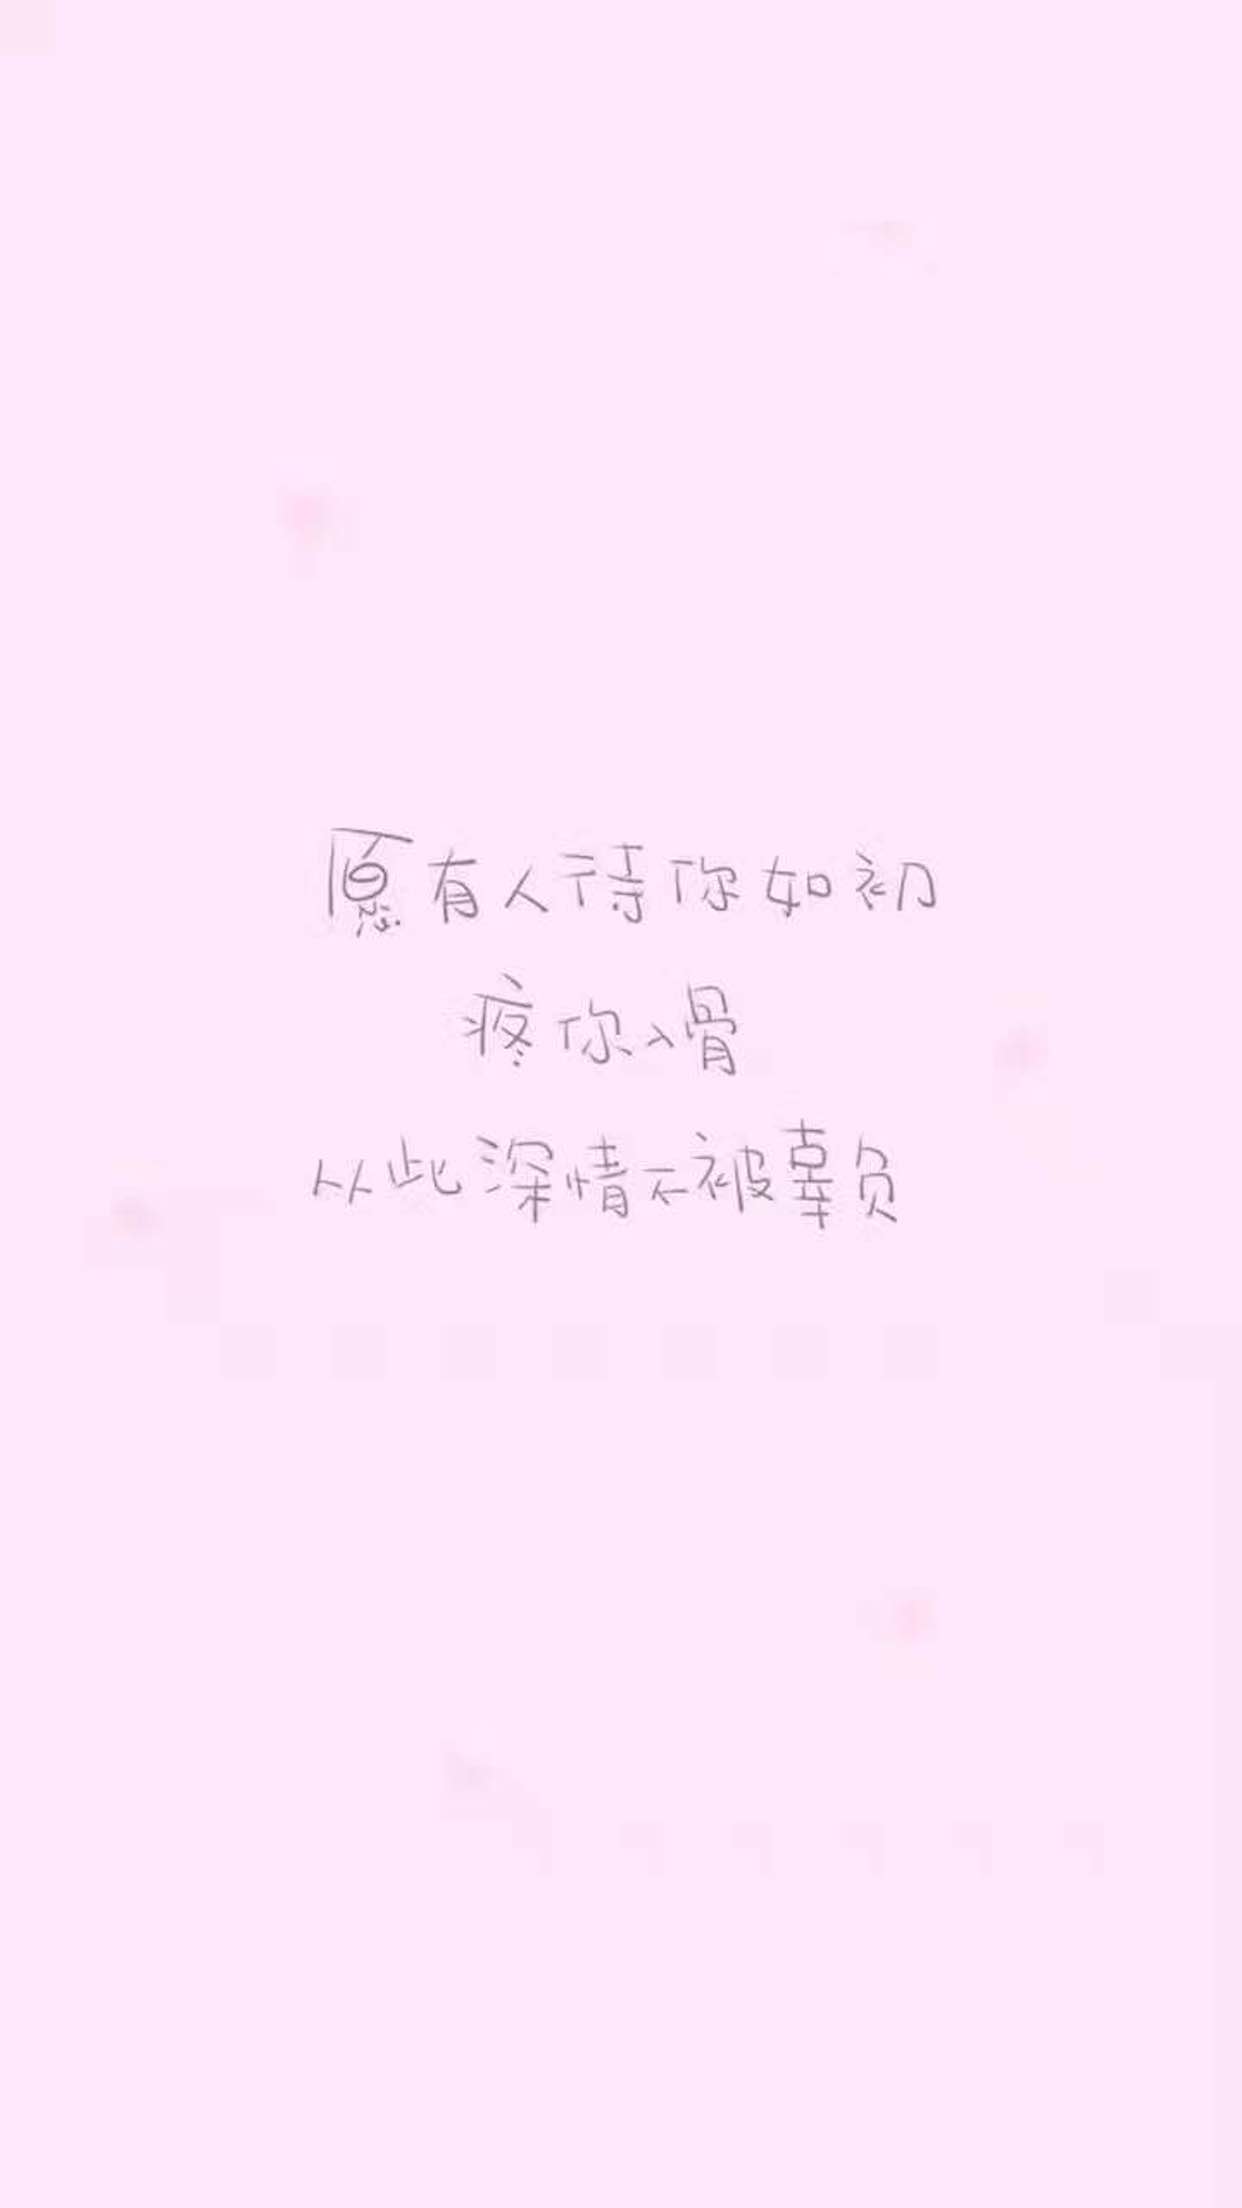 愿有人待你如初
疼你入骨
从此深情不被辜负